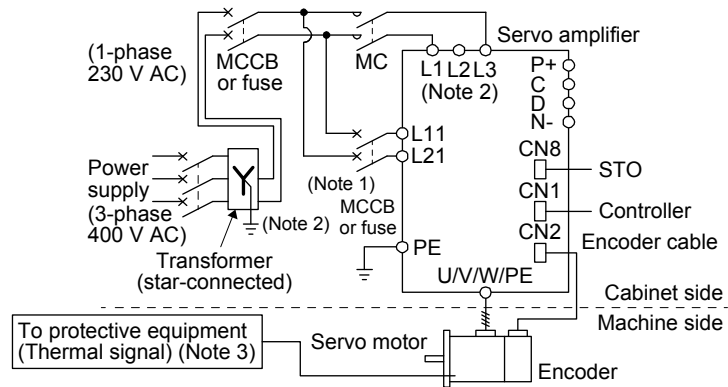 (1-phase
230 V AC)
MCCB
or fuse
MC
Servo amplifier
L1 L2 L3
(Note 2)
P+
C
D
N-
L11
L21
(Note 1)
MCCB
or fuse
CN8
STO
CN1
Controller
CN2
Encoder cable
Power
supply
(3-phase
400 V AC)
Y
(Note 2)
Transformer
(star-connected)
PE
U/V/W/PE
Cabinet side
Machine side
To protective equipment
(Thermal signal) (Note 3)
Servo motor
Encoder